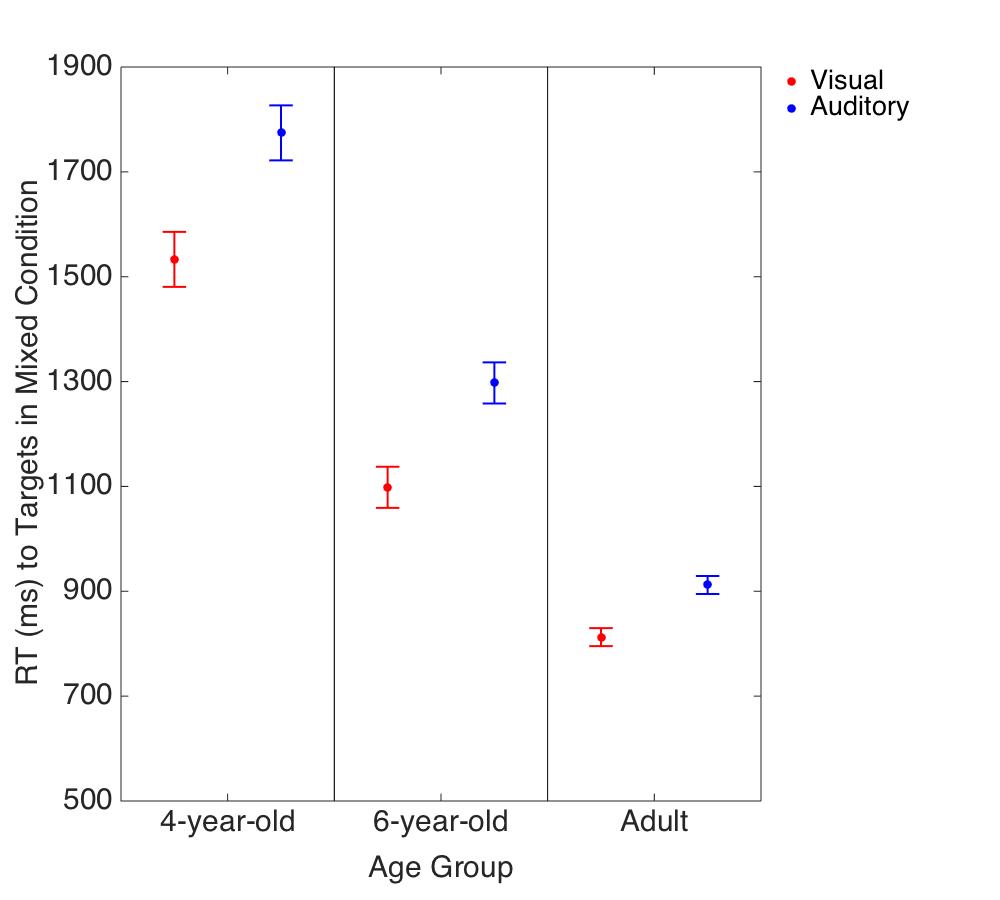 1900
1700
1500
1300
1100
900
700
500
RT (ms) to Targets in Mixed Condition
4-year-old 6-year-old Adult
Age Group
Visual
Auditory